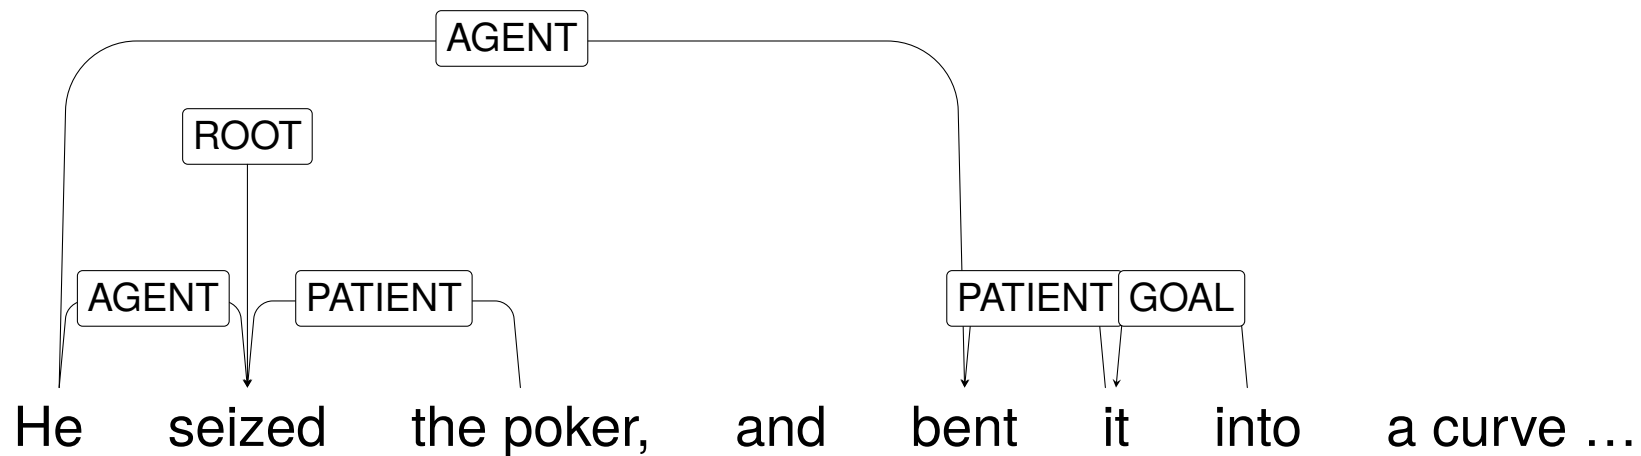 AGENT
ROOT
AGENT PATIENT PATIENT GOAL
He seized the poker, and bent it into a curve …